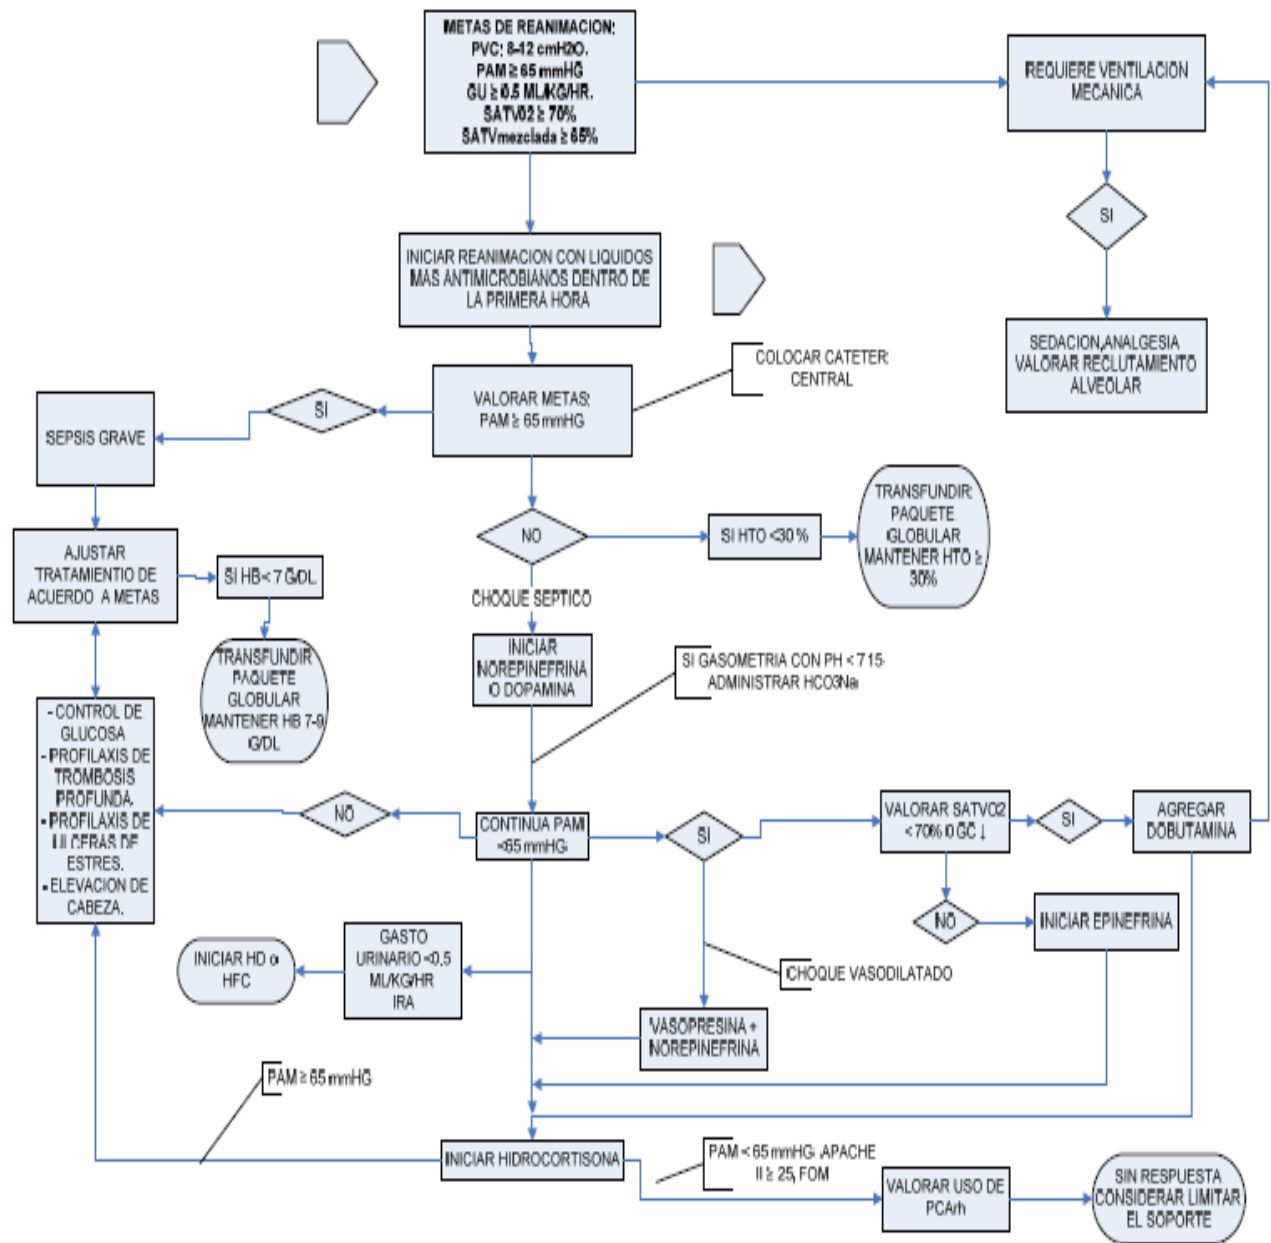 METAS DE REANIMACION:
PVC: 8-12 cmH2O.
PAM ≥ 65 mmHG
GU ≥ 0.5 ML/KG/HR.
SATV02 ≥ 70%
SATVmezclada ≥ 65%
REQUIERE VENTILACION
MECANICA
SI
SEDACION,ANALGESIA
VALORAR RECLUTAMIENTO
ALVEOLAR
INICIAR REANIMACION CON LIQUIDOS
MAS ANTIMICROBIANOS DENTRO DE
LA PRIMERA HORA
COLOCAR CATETER
CENTRAL
VALORAR METAS:
PAM ≥ 65 mmHG
SI
SEPSIS GRAVE
NO
SI HTO <30 %
TRANSFUNDIR
PAQUETE
GLOBULAR
MANTENER HTO ≥
30%
AJUSTAR
TRATAMIENTIO DE
ACUERDO A METAS
SI HB< 7 G/DL
TRANSFUNDIR
PAQUETE
GLOBULAR
MANTENER HB 7-9
G/DL
CHOQUE SEPTICO
INICIAR
NOREPINEFRINA
O DOPAMINA
SI GASOMETRIA CON PH < 7 15
ADMINISTRAR HCO3Na
- CONTROL DE
GLUCOSA
- PROFILAXIS DE
TROMBOSIS
PROFUNDA.
- PROFILAXIS DE
ULCERAS DE
ESTRES.
- ELEVACION DE
CABEZA.
NO
CONTINUA PAM
<65 mmHG
SI
VALORAR SATVO2
< 70% O GC ↓
SI
AGREGAR
DOBUTAMINA
NO
INICIAR EPINEFRINA
CHOQUE VASODILATADO
VASOPRESINA +
NOREPINEFRINA
GASTO
URINARIO <0.5
ML/KG/HR
IRA
INICIAR HD o
HFC
PAM ≥ 65 mmHG
INICIAR HIDROCORTISONA
PAM < 65 mmHG, APACHE
II ≥ 25, FOM
VALORAR USO DE
PCArh
SIN RESPUESTA
CONSIDERAR LIMITAR
EL SOPORTE